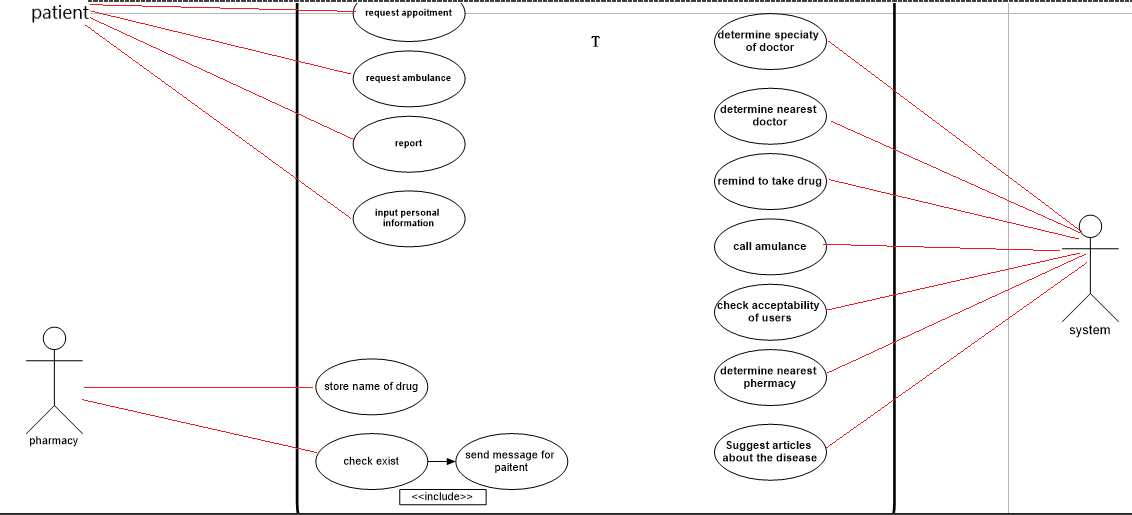 patient
request appoitment
T
request ambulance
report
input personal
information
determine speciaty
of doctor
determine nearest
doctor
remind to take drug
call amulance
check acceptability
of users
determine nearest
phermacy
Suggest articles
about the disease
system
pharmacy
store name of drug
check exist
send message for
paitent
<<include>>